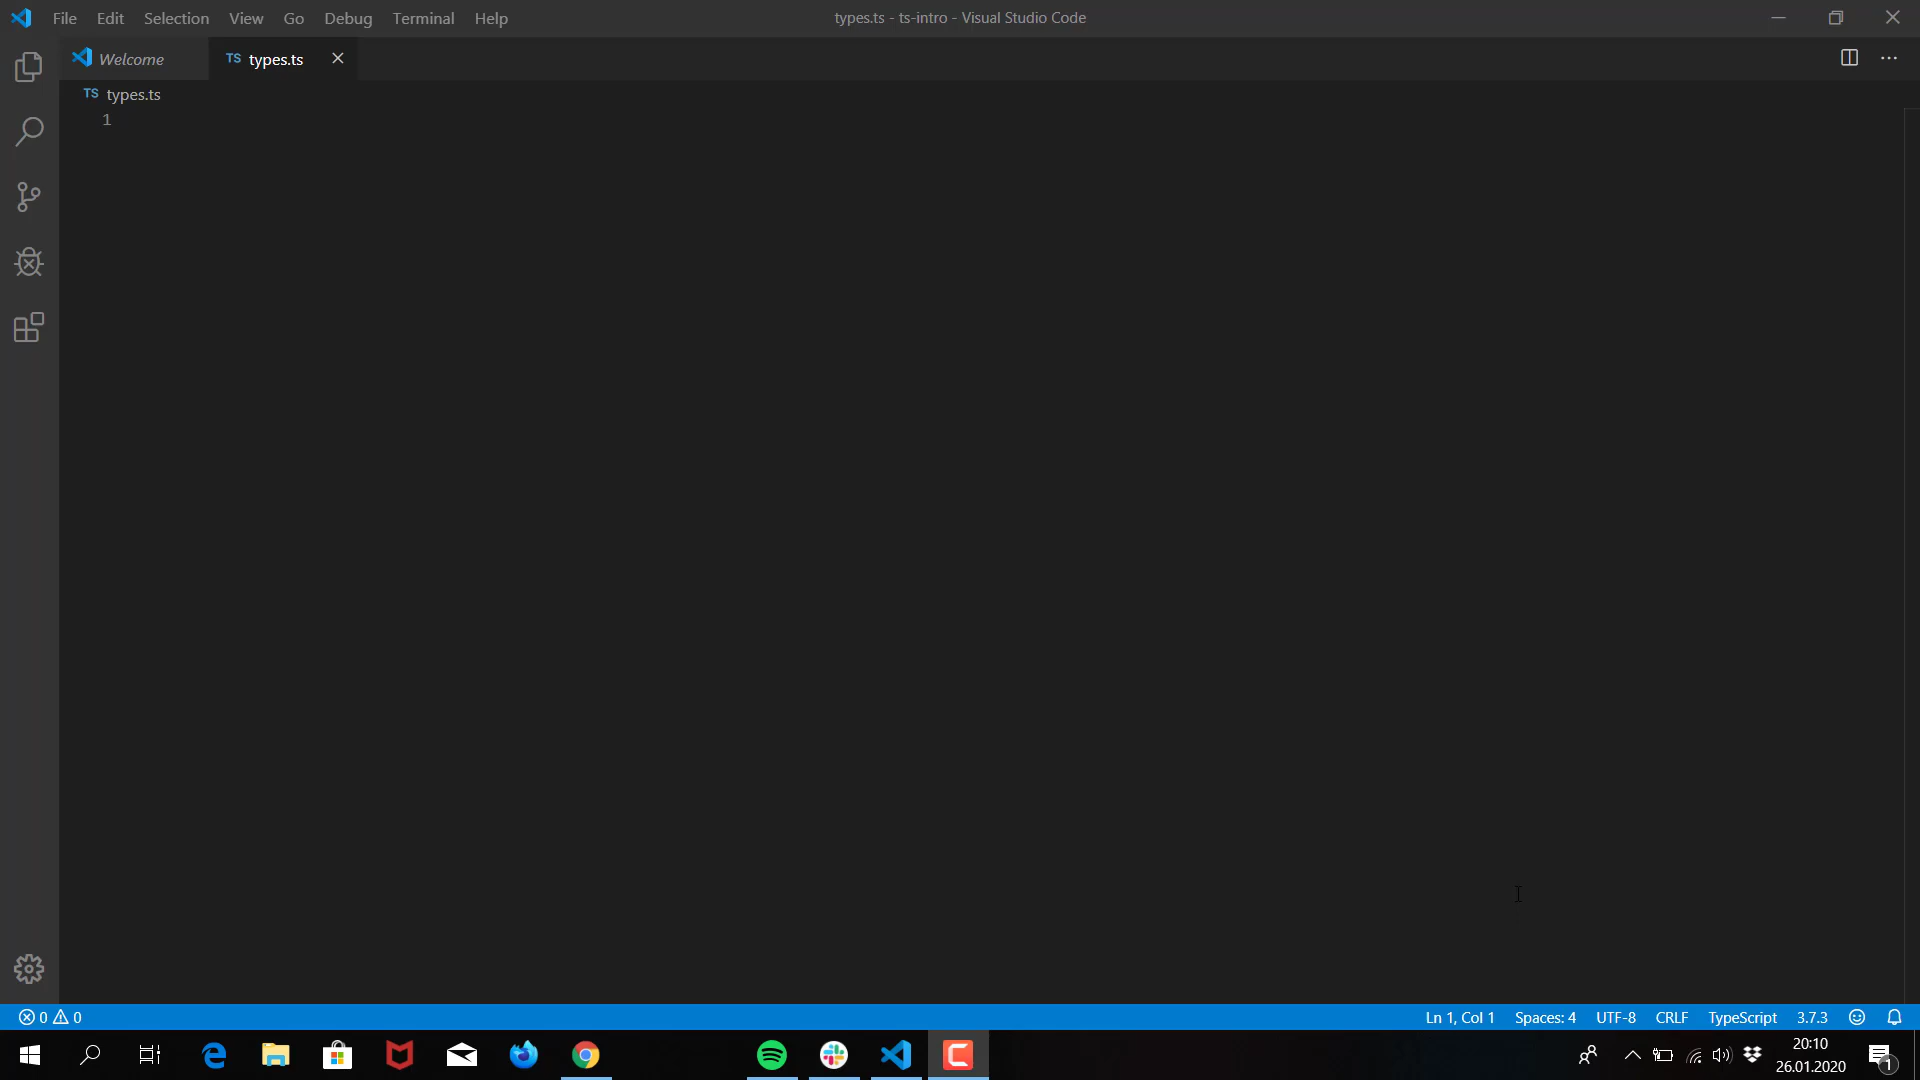 File Edit Selection View Go Debug Terminal Help types.ts - ts-intro - Visual Studio Code
Welcome TS types.ts
TS types.ts
1
0 0 Ln 1, Col 1 Spaces: 4 UTF-8 CRLF TypeScript 3.7.3
20:10
26.01.2020
1